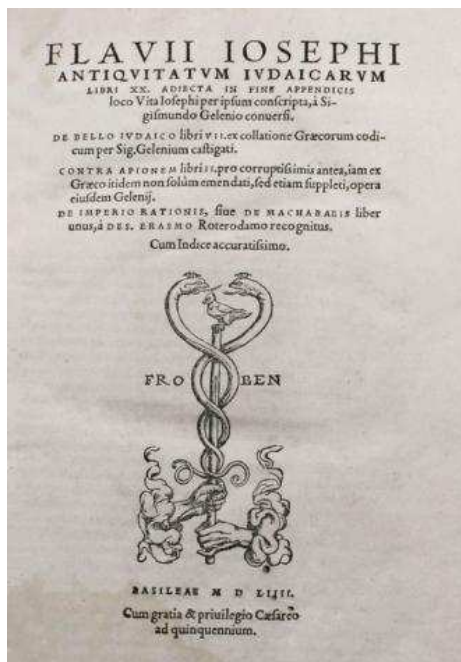 FLAVII IOSEPHI
ANTIQVITATVM IVDAICARVM
LIBRI XX. ADIECTA IN FINE APPENDICIS
loco Vita Iosephi per ipsum conscripta, à Si-
gismundo Gelenio conuersi.
DE BELLO IVDAICO libri VII. ex collatione Græcorum codi-
cum per Sig. Gelenium castigati.
CONTRA APIONEM libri II. pro corruptissimis antea, iam ex
Græco itidem non solùm emendati, sed etiam suppleti, opera
eiusdem Gelenij.
DE IMPERIO RATIONIS, siue DE MACHABAEIS liber
unus, à DES. ERASMO Roterodamo recognitus.
Cum Indice accuratissimo.
FRO BEN
BASILEAE M D LIIII.
Cum gratia & priuilegio Cæsareo
ad quinquennium.